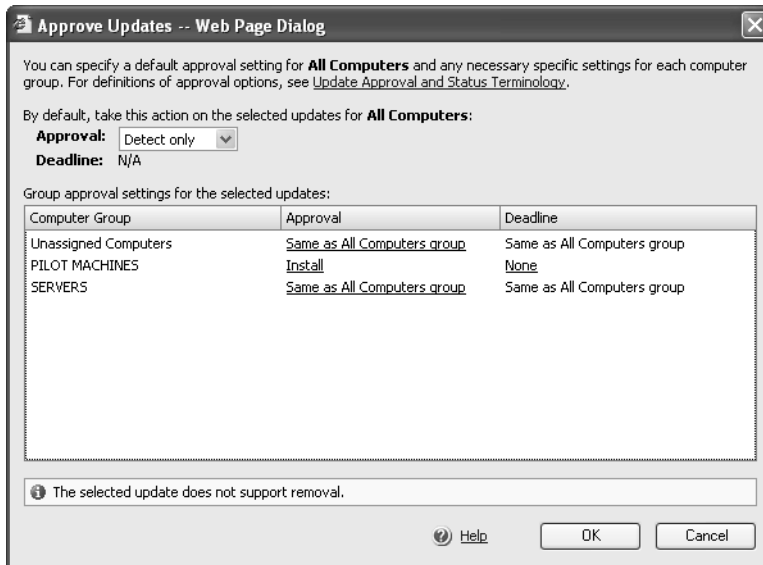 Approve Updates -- Web Page Dialog
You can specify a default approval setting for All Computers and any necessary specific settings for each computer
group. For definitions of approval options, see Update Approval and Status Terminology.
By default, take this action on the selected updates for All Computers:
Approval: Detect only
Deadline: N/A
Group approval settings for the selected updates:
Computer Group Approval Deadline
Unassigned Computers Same as All Computers group Same as All Computers group
PILOT MACHINES Install None
SERVERS Same as All Computers group Same as All Computers group
The selected update does not support removal.
Help OK Cancel